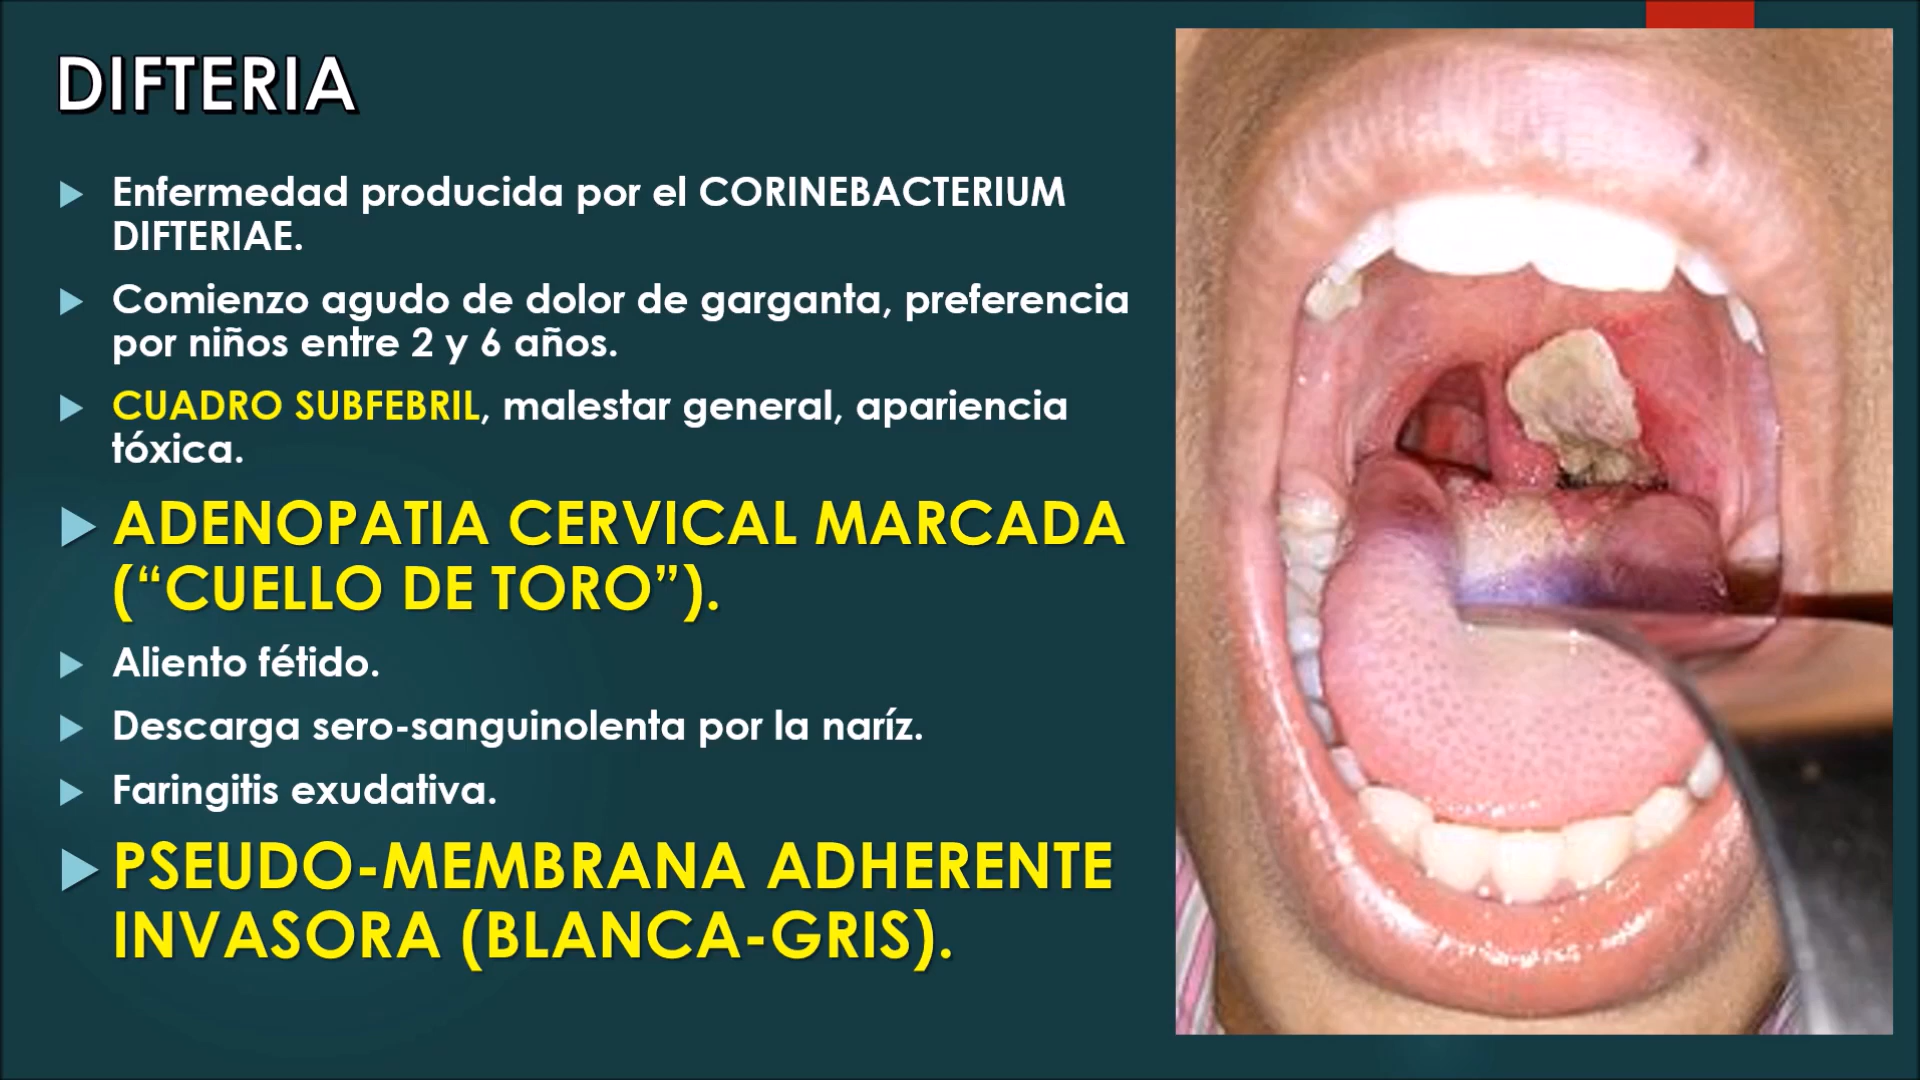 DIFTERIA
Enfermedad producida por el CORINEBACTERIUM
DIFTERIAE.
Comienzo agudo de dolor de garganta, preferencia
por niños entre 2 y 6 años.
CUADRO SUBFEBRIL, malestar general, apariencia
tóxica.
ADENOPATIA CERVICAL MARCADA
(“CUELLO DE TORO”).
Aliento fétido.
Descarga sero-sanguinolenta por la naríz.
Faringitis exudativa.
PSEUDO-MEMBRANA ADHERENTE
INVASORA (BLANCA-GRIS).